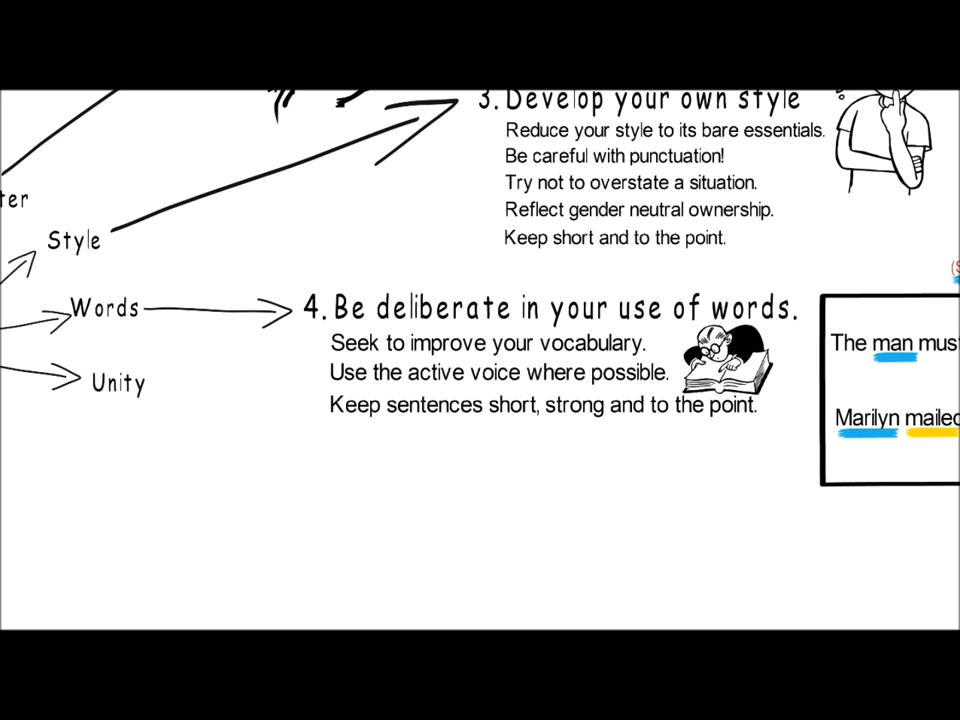 3. Develop your own style
Reduce your style to its bare essentials.
Be careful with punctuation!
Try not to overstate a situation.
Reflect gender neutral ownership.
Keep short and to the point.
Style
Words
4. Be deliberate in your use of words.
Seek to improve your vocabulary.
Use the active voice where possible.
Keep sentences short, strong and to the point.
Unity
The man
Marilyn